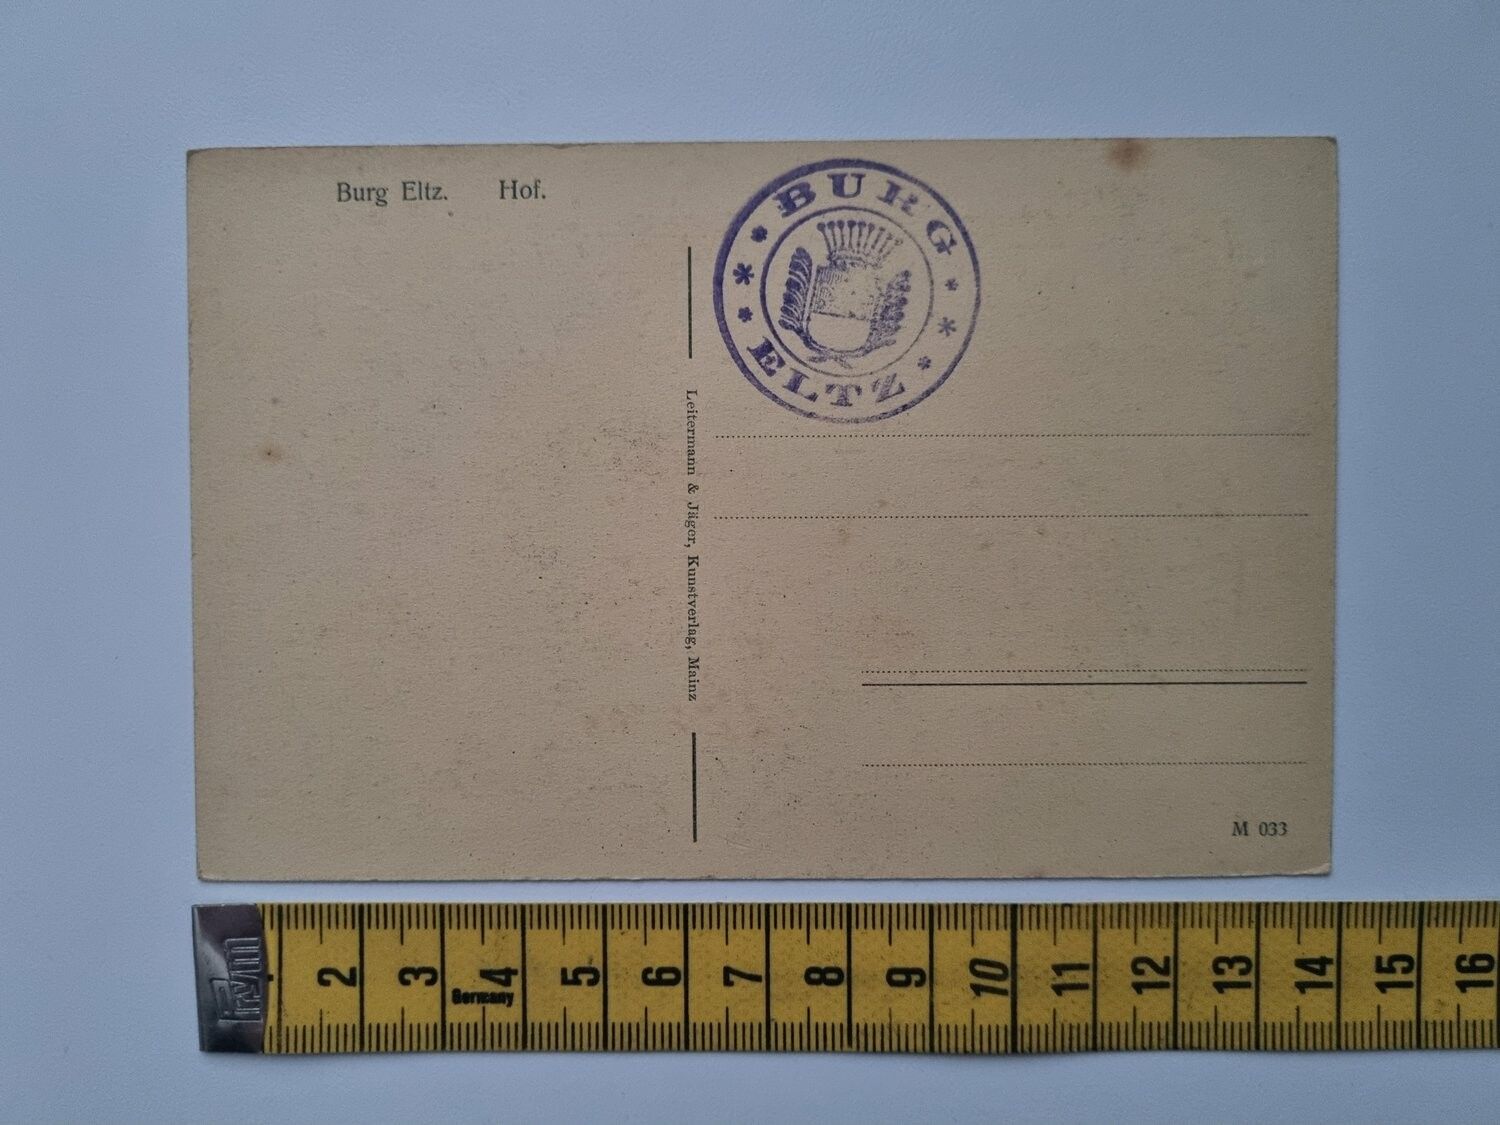 Burg Eltz. Hof.
BURG
ELTZ
Leitermann & Jäger, Kunstverlag, Mainz
M 033
prym
2 3 4 5 6 7 8 9 10 11 12 13 14 15 16
Germany